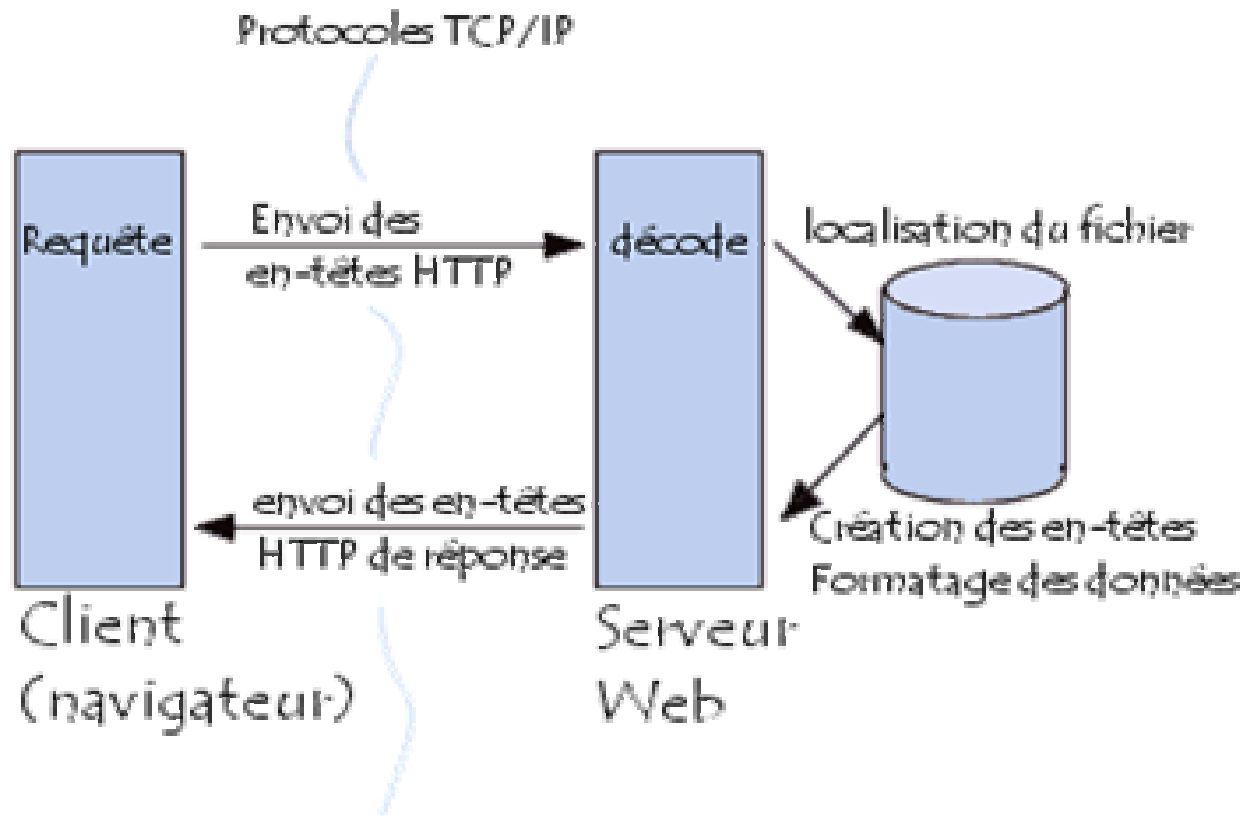 Protocoles TCP/IP
Requête
Envoi des
en-têtes HTTP
décode
localisation du fichier
envoi des en-têtes
HTTP de réponse
Création des en-têtes
Formatage des données
Client
(navigateur)
Serveur
Web